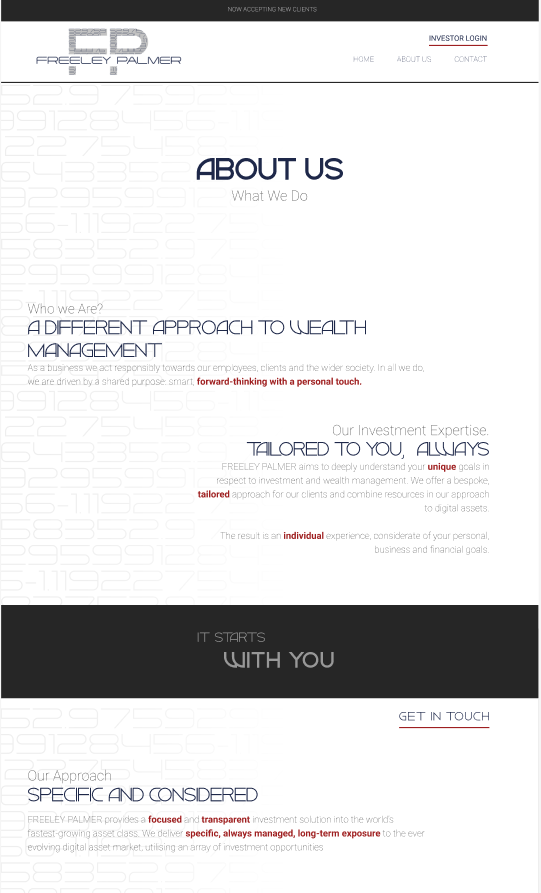 NOW ACCEPTING NEW CLIENTS
FREELEY PALMER
INVESTOR LOGIN
HOME ABOUT US CONTACT
ABOUT US
What We Do
Who we Are?
A DIFFERENT APPROACH TO WEALTH
MANAGEMENT
As a business we act responsibly towards our employees, clients and the wider society. In all we do,
we are driven by a shared purpose: smart, forward-thinking with a personal touch.
Our Investment Expertise.
TAILORED TO YOU, ALWAYS
FREELEY PALMER aims to deeply understand your unique goals in
respect to investment and wealth management. We offer a bespoke,
tailored approach for our clients and combine resources in our approach
to digital assets.
The result is an individual experience, considerate of your personal,
business and financial goals.
IT STARTS
WITH YOU
GET IN TOUCH
Our Approach
SPECIFIC AND CONSIDERED
FREELEY PALMER provides a focused and transparent investment solution into the world's
fastest-growing asset class. We deliver specific, always managed, long-term exposure to the ever
evolving digital asset market, utilising an array of investment opportunities